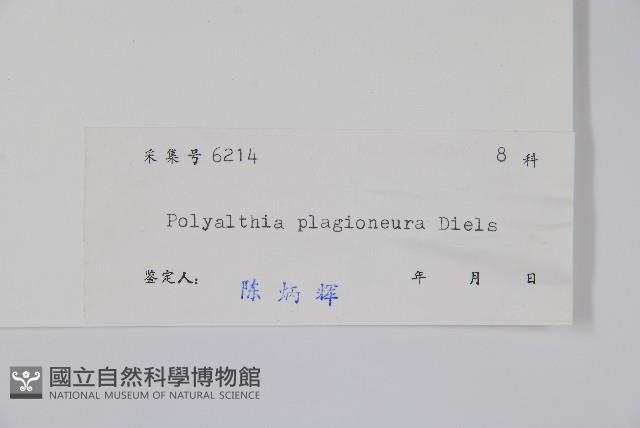 采集号 6214 8 科
Polyalthia plagioneura Diels
鉴定人： 陈炳辉 年 月 日
國立自然科學博物館
NATIONAL MUSEUM OF NATURAL SCIENCE